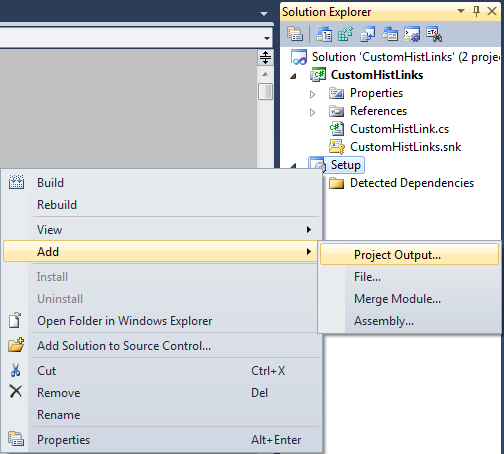 Solution Explorer
Solution 'CustomHistLinks' (2 proje
CustomHistLinks
Properties
References
CustomHistLink.cs
CustomHistLinks.snk
Setup
Detected Dependencies
Build
Rebuild
View
Add
Install
Uninstall
Open Folder in Windows Explorer
Add Solution to Source Control...
Cut Ctrl+X
Remove Del
Rename
Properties Alt+Enter
Project Output...
File...
Merge Module...
Assembly...